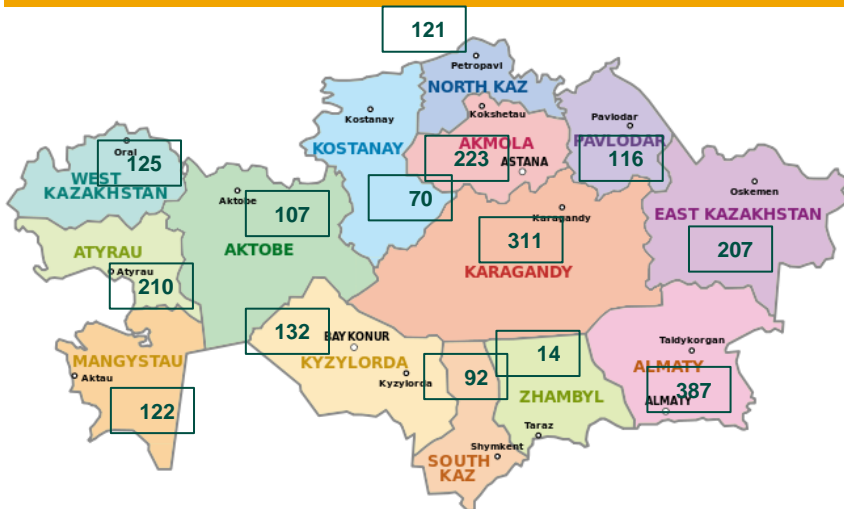 121
Petropavl
NORTH KAZ
Kostanay
Kokshetau
Pavlodar
KOSTANAY
AKMOLA
PAVLODAR
Oral
125
223
ASTANA
116
WEST
KAZAKHSTAN
Aktobe
107
70
Karagandy
Oskemen
EAST KAZAKHSTAN
ATYRAU
AKTOBE
311
207
Atyrau
KARAGANDY
210
132
BAYKONUR
14
Taldykorgan
MANGYSTAU
KYZYLORDA
92
ALMATY
Aktau
Kyzylorda
387
122
ZHAMBYL
ALMATY
Taraz
Shymkent
SOUTH
KAZ